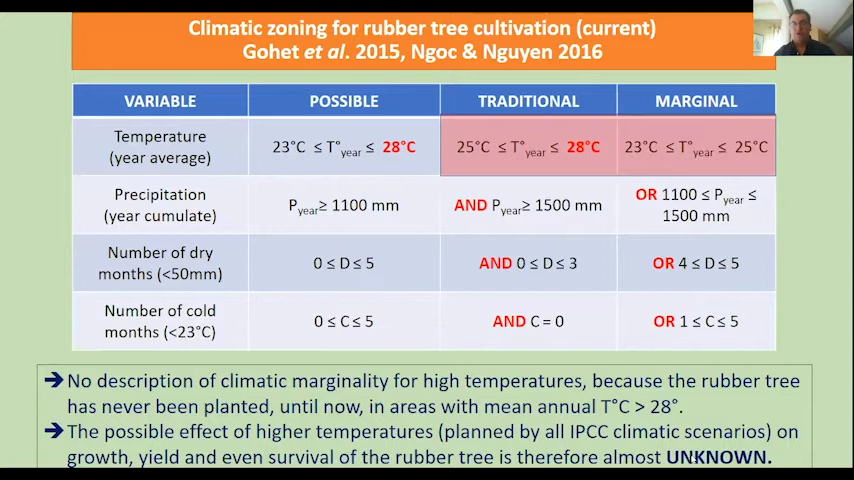 Climatic zoning for rubber tree cultivation (current)
Gohet et al. 2015, Ngoc & Nguyen 2016
VARIABLE POSSIBLE TRADITIONAL MARGINAL
Temperature
(year average)
23°C ≤ T°year ≤ 28°C
25°C ≤ T°year ≤ 28°C
23°C ≤ T°year ≤ 25°C
Precipitation
(year cumulate)
Pyear≥ 1100 mm
AND Pyear≥ 1500 mm
OR 1100 ≤ Pyear ≤
1500 mm
Number of dry
months (<50mm)
0 ≤ D ≤ 5
AND 0 ≤ D ≤ 3
OR 4 ≤ D ≤ 5
Number of cold
months (<23°C)
0 ≤ C ≤ 5
AND C = 0
OR 1 ≤ C ≤ 5
➔ No description of climatic marginality for high temperatures, because the rubber tree
has never been planted, until now, in areas with mean annual T°C > 28°.
➔ The possible effect of higher temperatures (planned by all IPCC climatic scenarios) on
growth, yield and even survival of the rubber tree is therefore almost UNKNOWN.